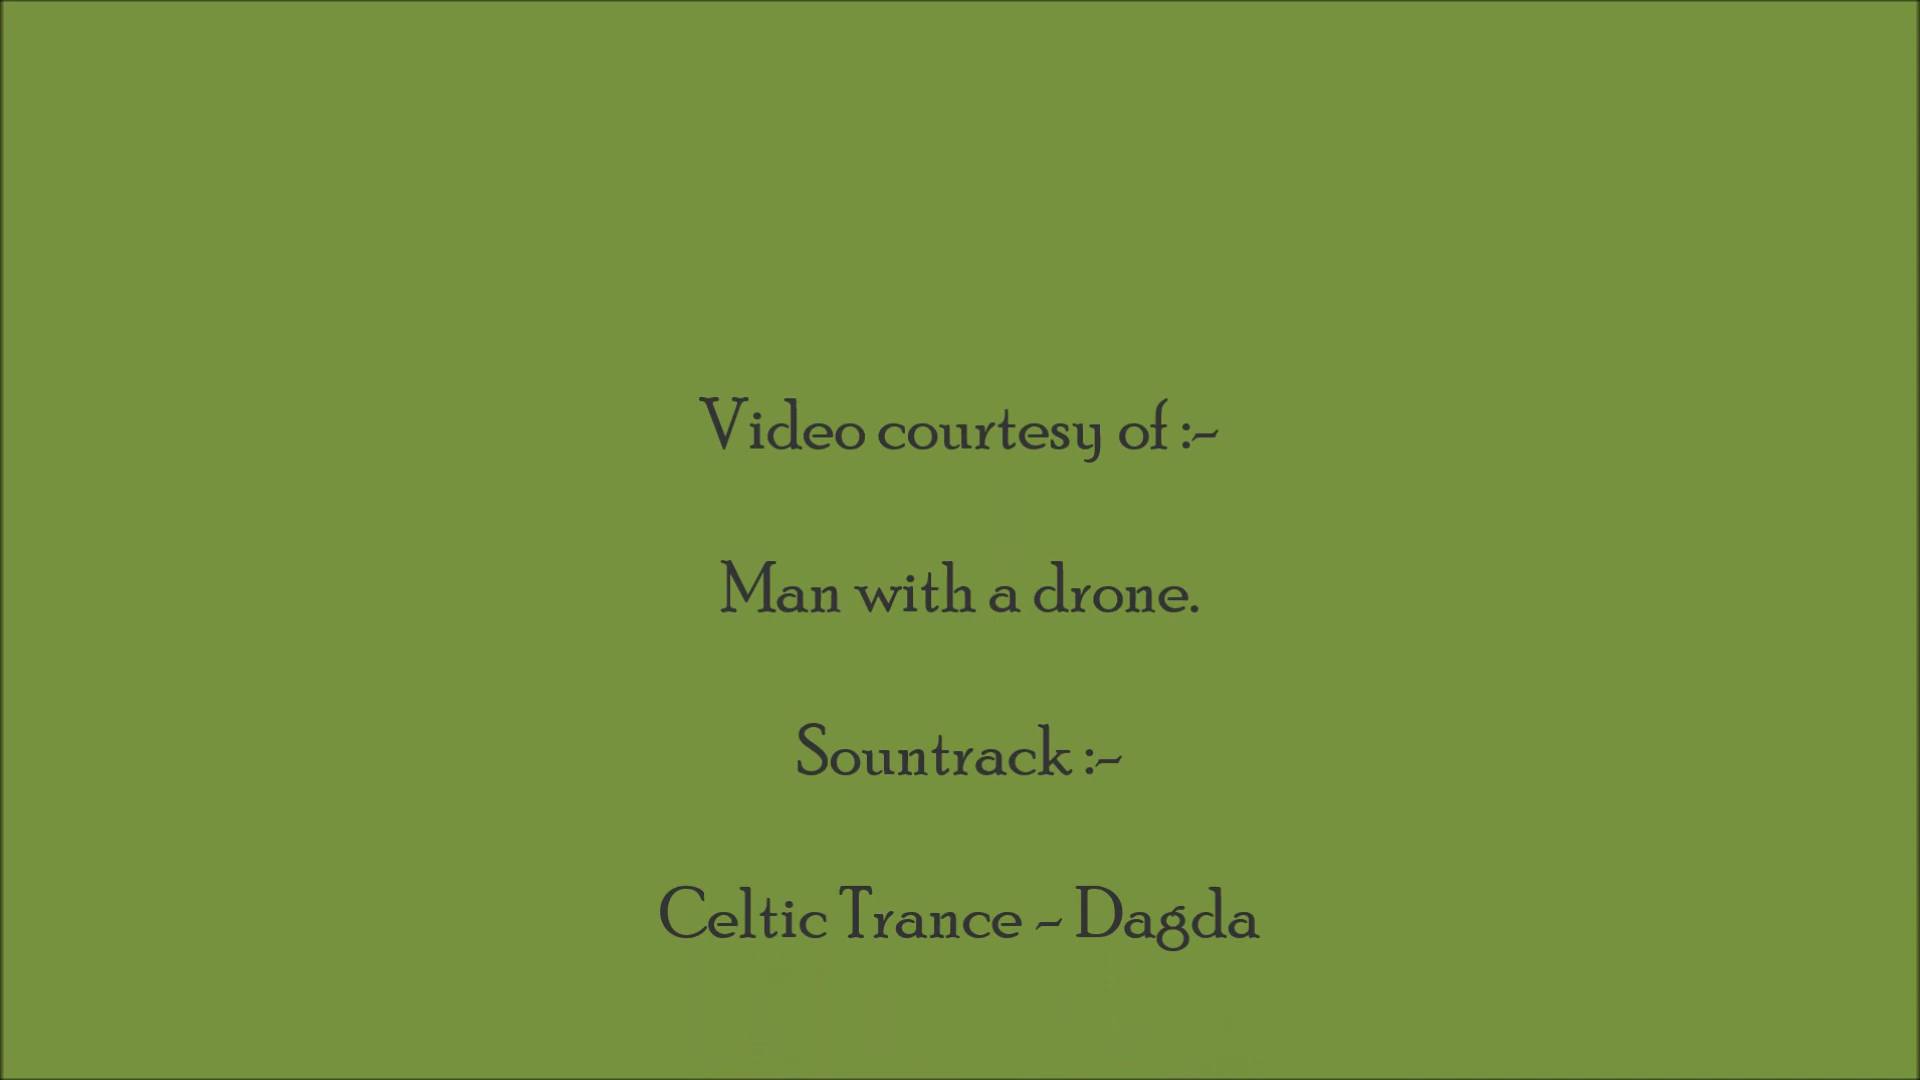 Video courtesy of :-
Man with a drone.
Sountrack :-
Celtic Trance - Dagda